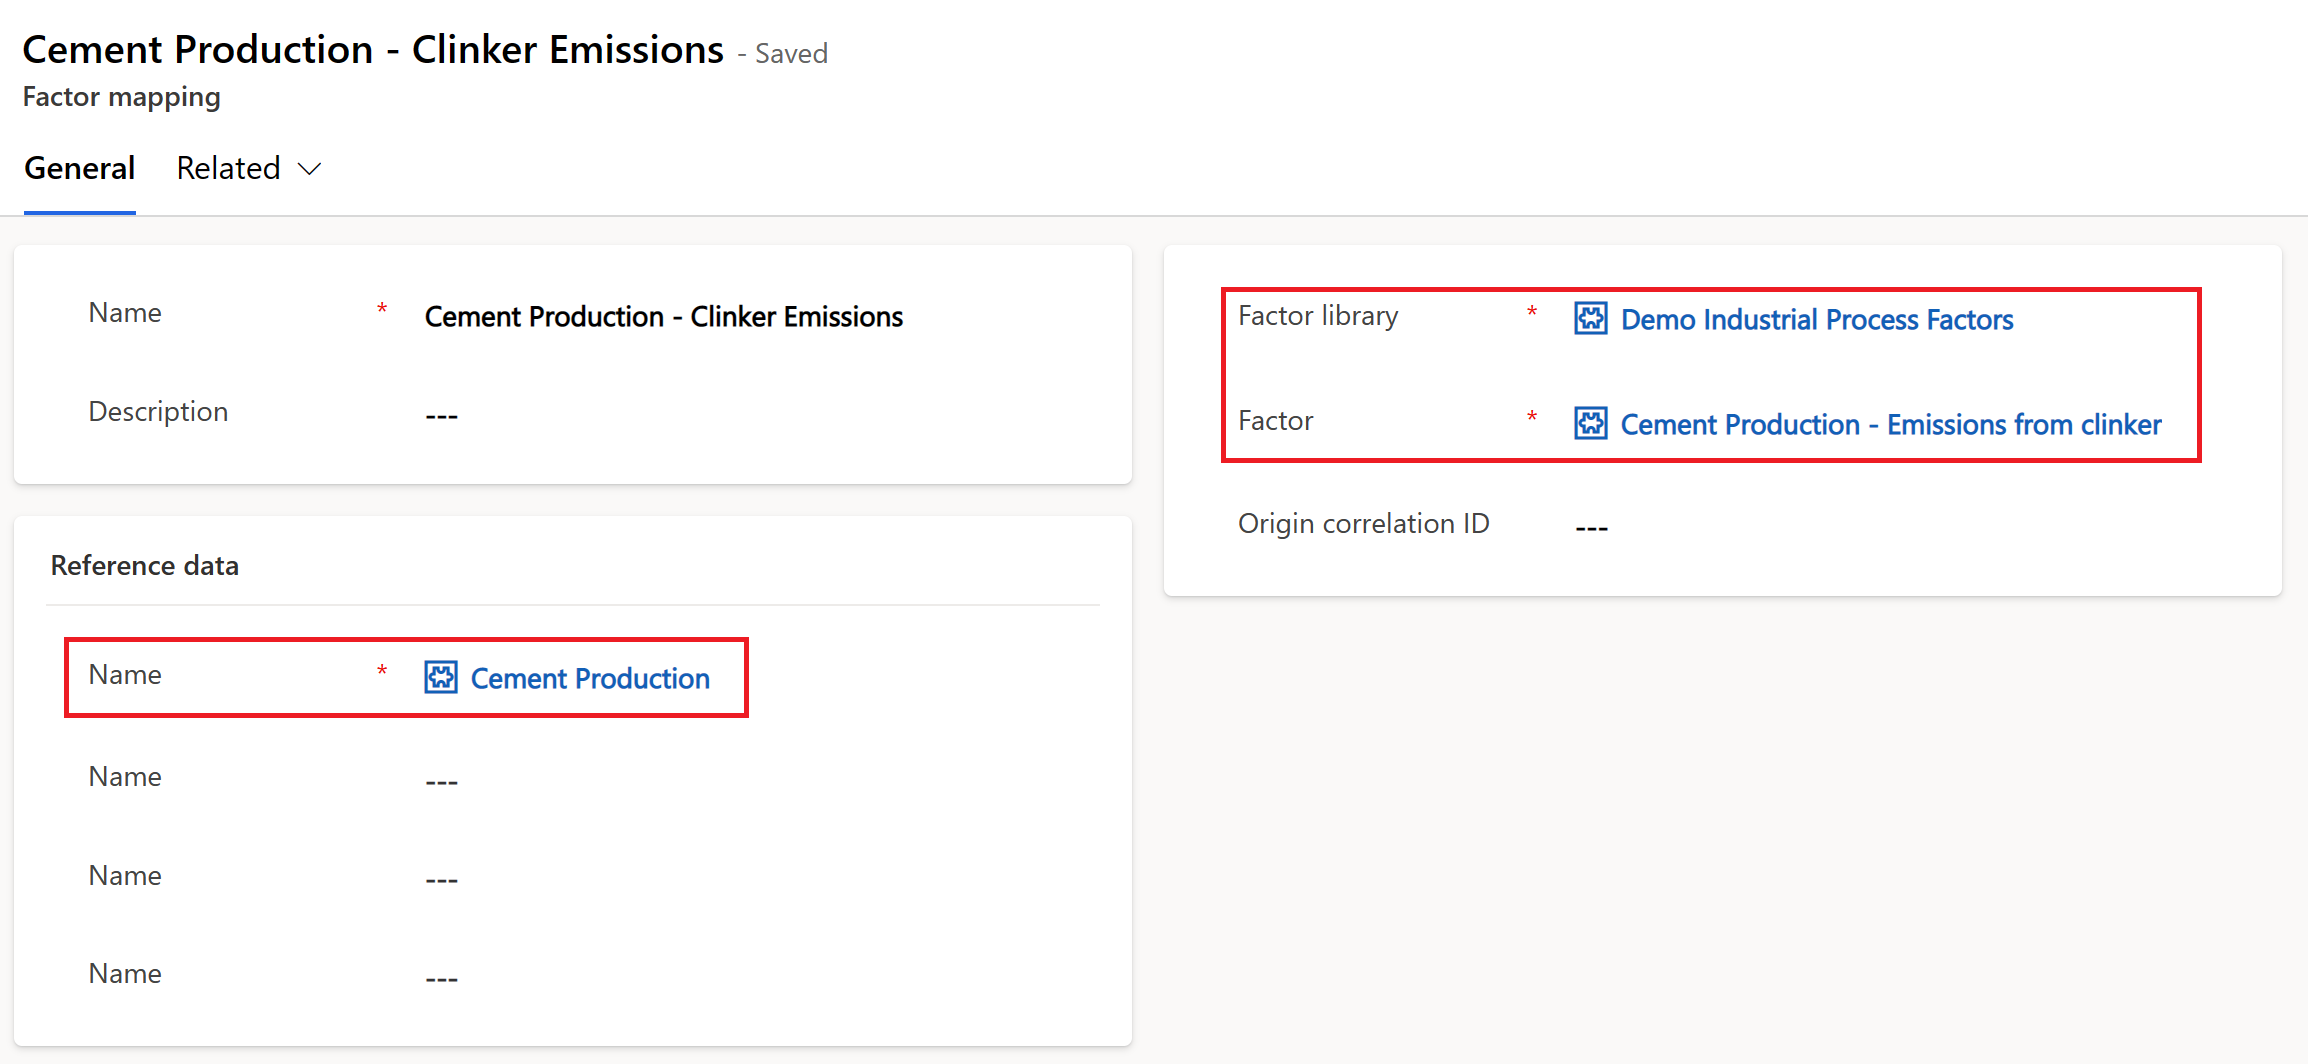 Cement Production - Clinker Emissions - Saved
Factor mapping
General Related
Name * Cement Production - Clinker Emissions
Description ---
Reference data
Name * Cement Production
Name ---
Name ---
Name ---
Factor library * Demo Industrial Process Factors
Factor * Cement Production - Emissions from clinker
Origin correlation ID ---